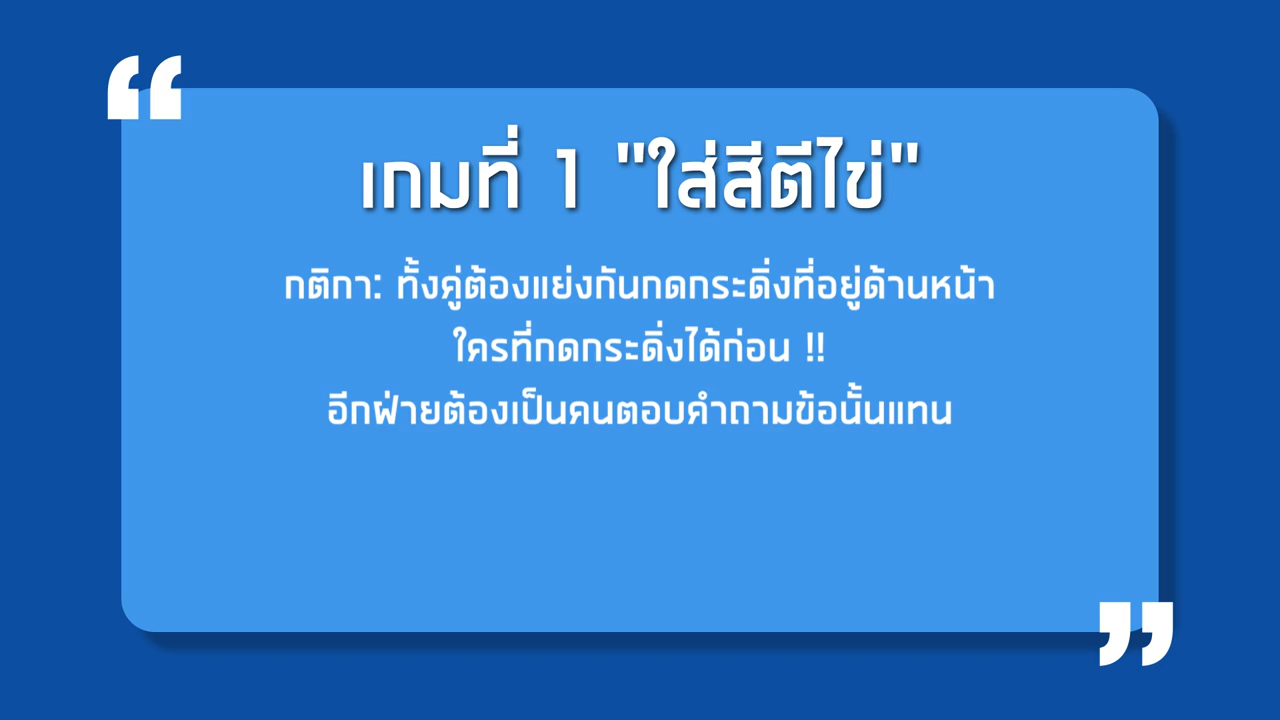 เกมที่ 1 "ใส่สีตีไข่"
กติกา: ทั้งคู่ต้องแย่งกันกดกระดิ่งที่อยู่ด้านหน้า
ใครที่กดกระดิ่งได้ก่อน !!
อีกฝ่ายต้องเป็นคนตอบคำถามข้อนั้นแทน